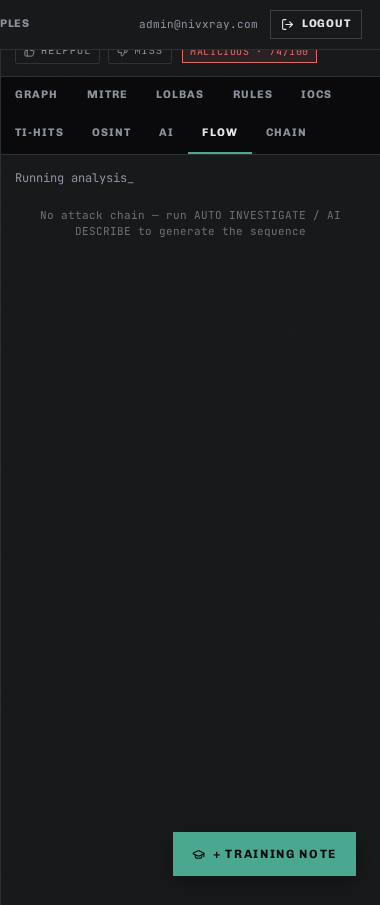 PLES admin@nivxray.com LOGOUT
HELPFUL MISS MALICIOUS · 74/100
GRAPH MITRE LOLBAS RULES IOCS
TI-HITS OSINT AI FLOW CHAIN
Running analysis_
No attack chain — run AUTO INVESTIGATE / AI
DESCRIBE to generate the sequence
+ TRAINING NOTE